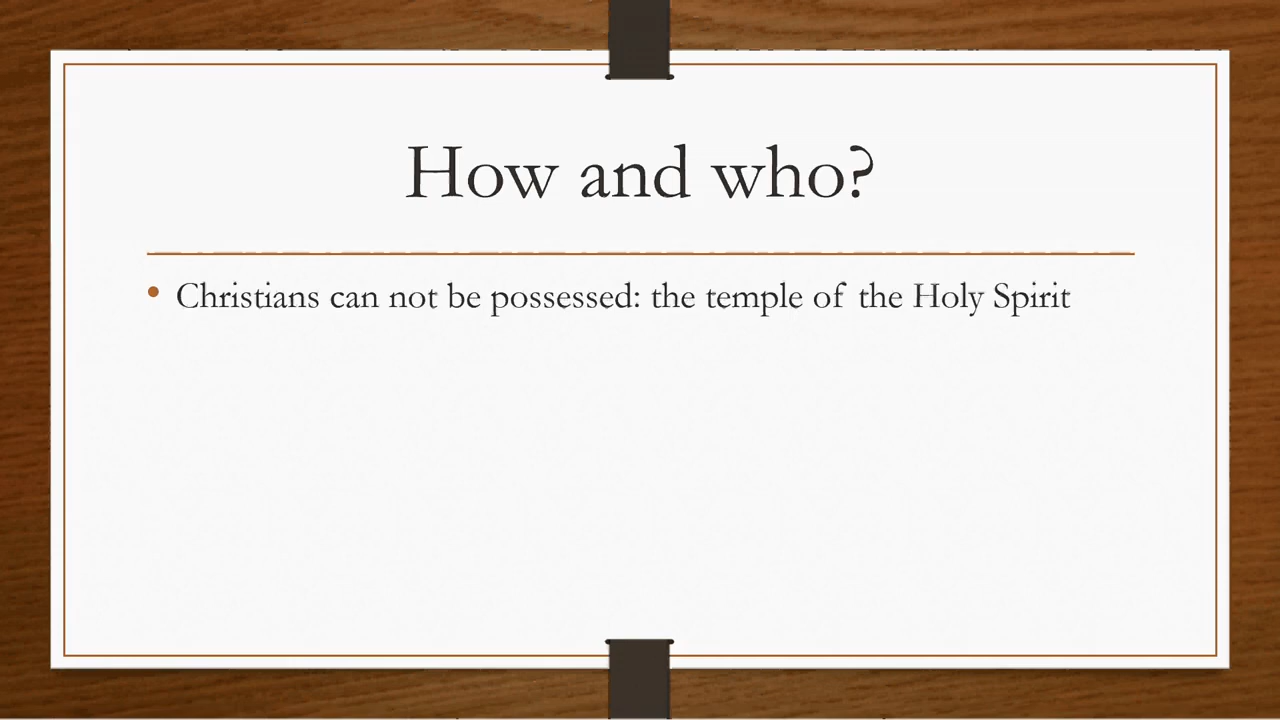 How and who?
Christians can not be possessed: the temple of the Holy Spirit